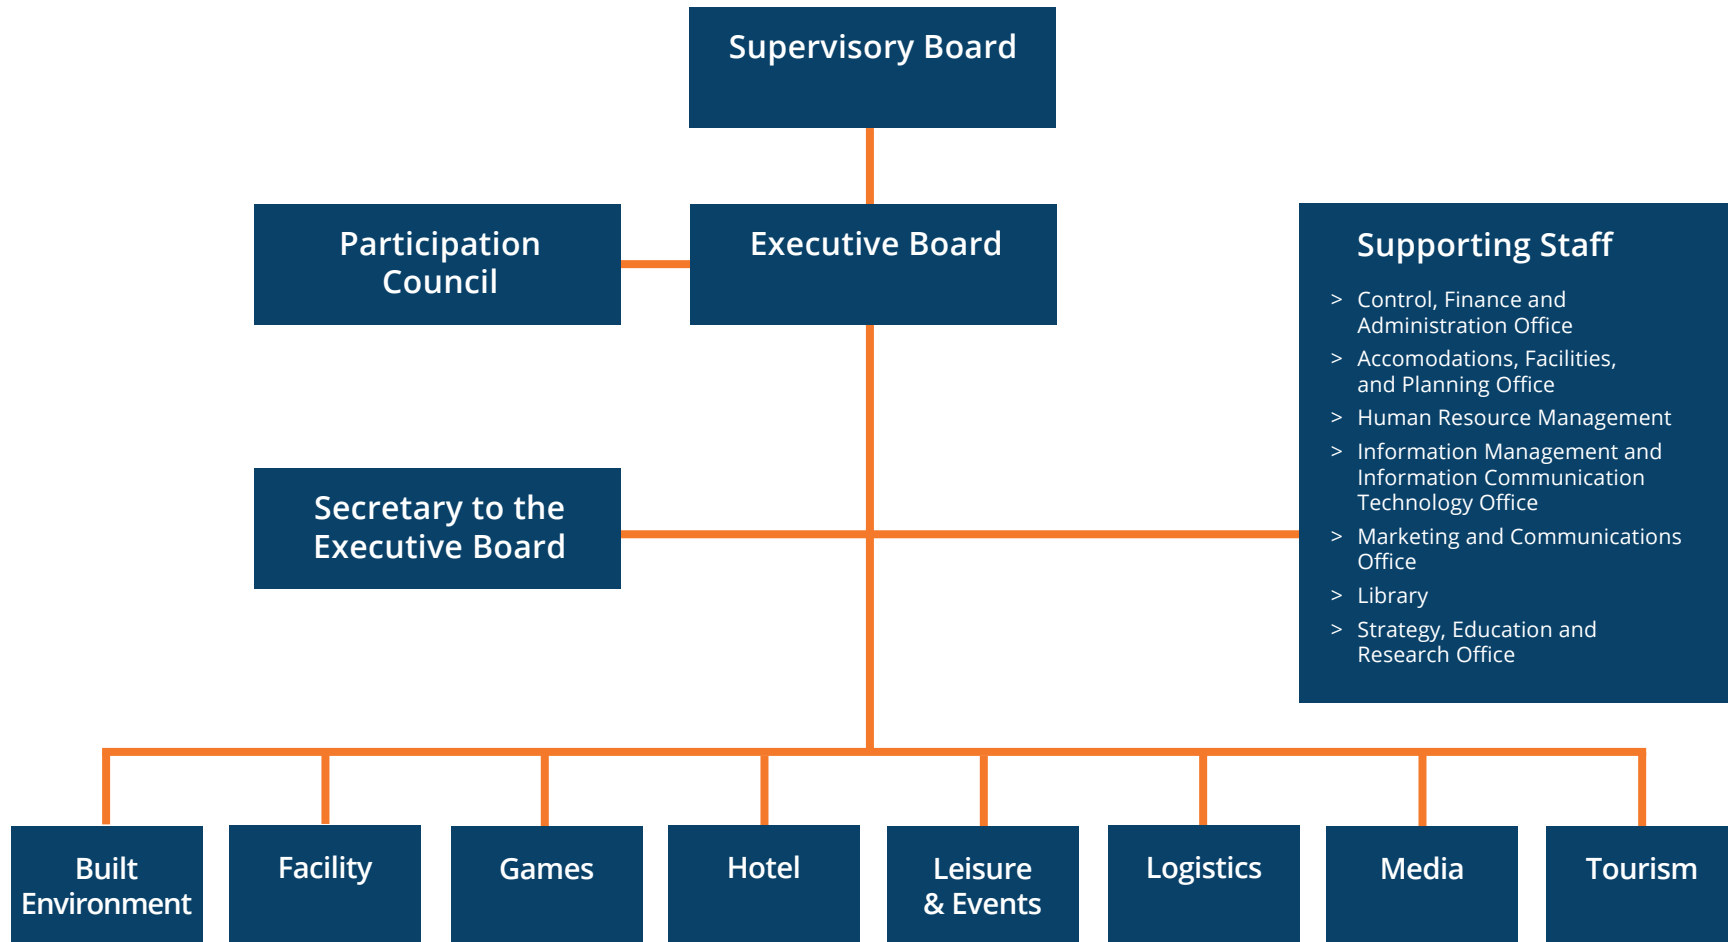 Supervisory Board
Participation
Council
Executive Board
Supporting Staff
> Control, Finance and
Administration Office
> Accomodations, Facilities,
and Planning Office
> Human Resource Management
> Information Management and
Information Communication
Technology Office
> Marketing and Communications
Office
> Library
> Strategy, Education and
Research Office
Secretary to the
Executive Board
Built
Environment
Facility
Games
Hotel
Leisure
& Events
Logistics
Media
Tourism